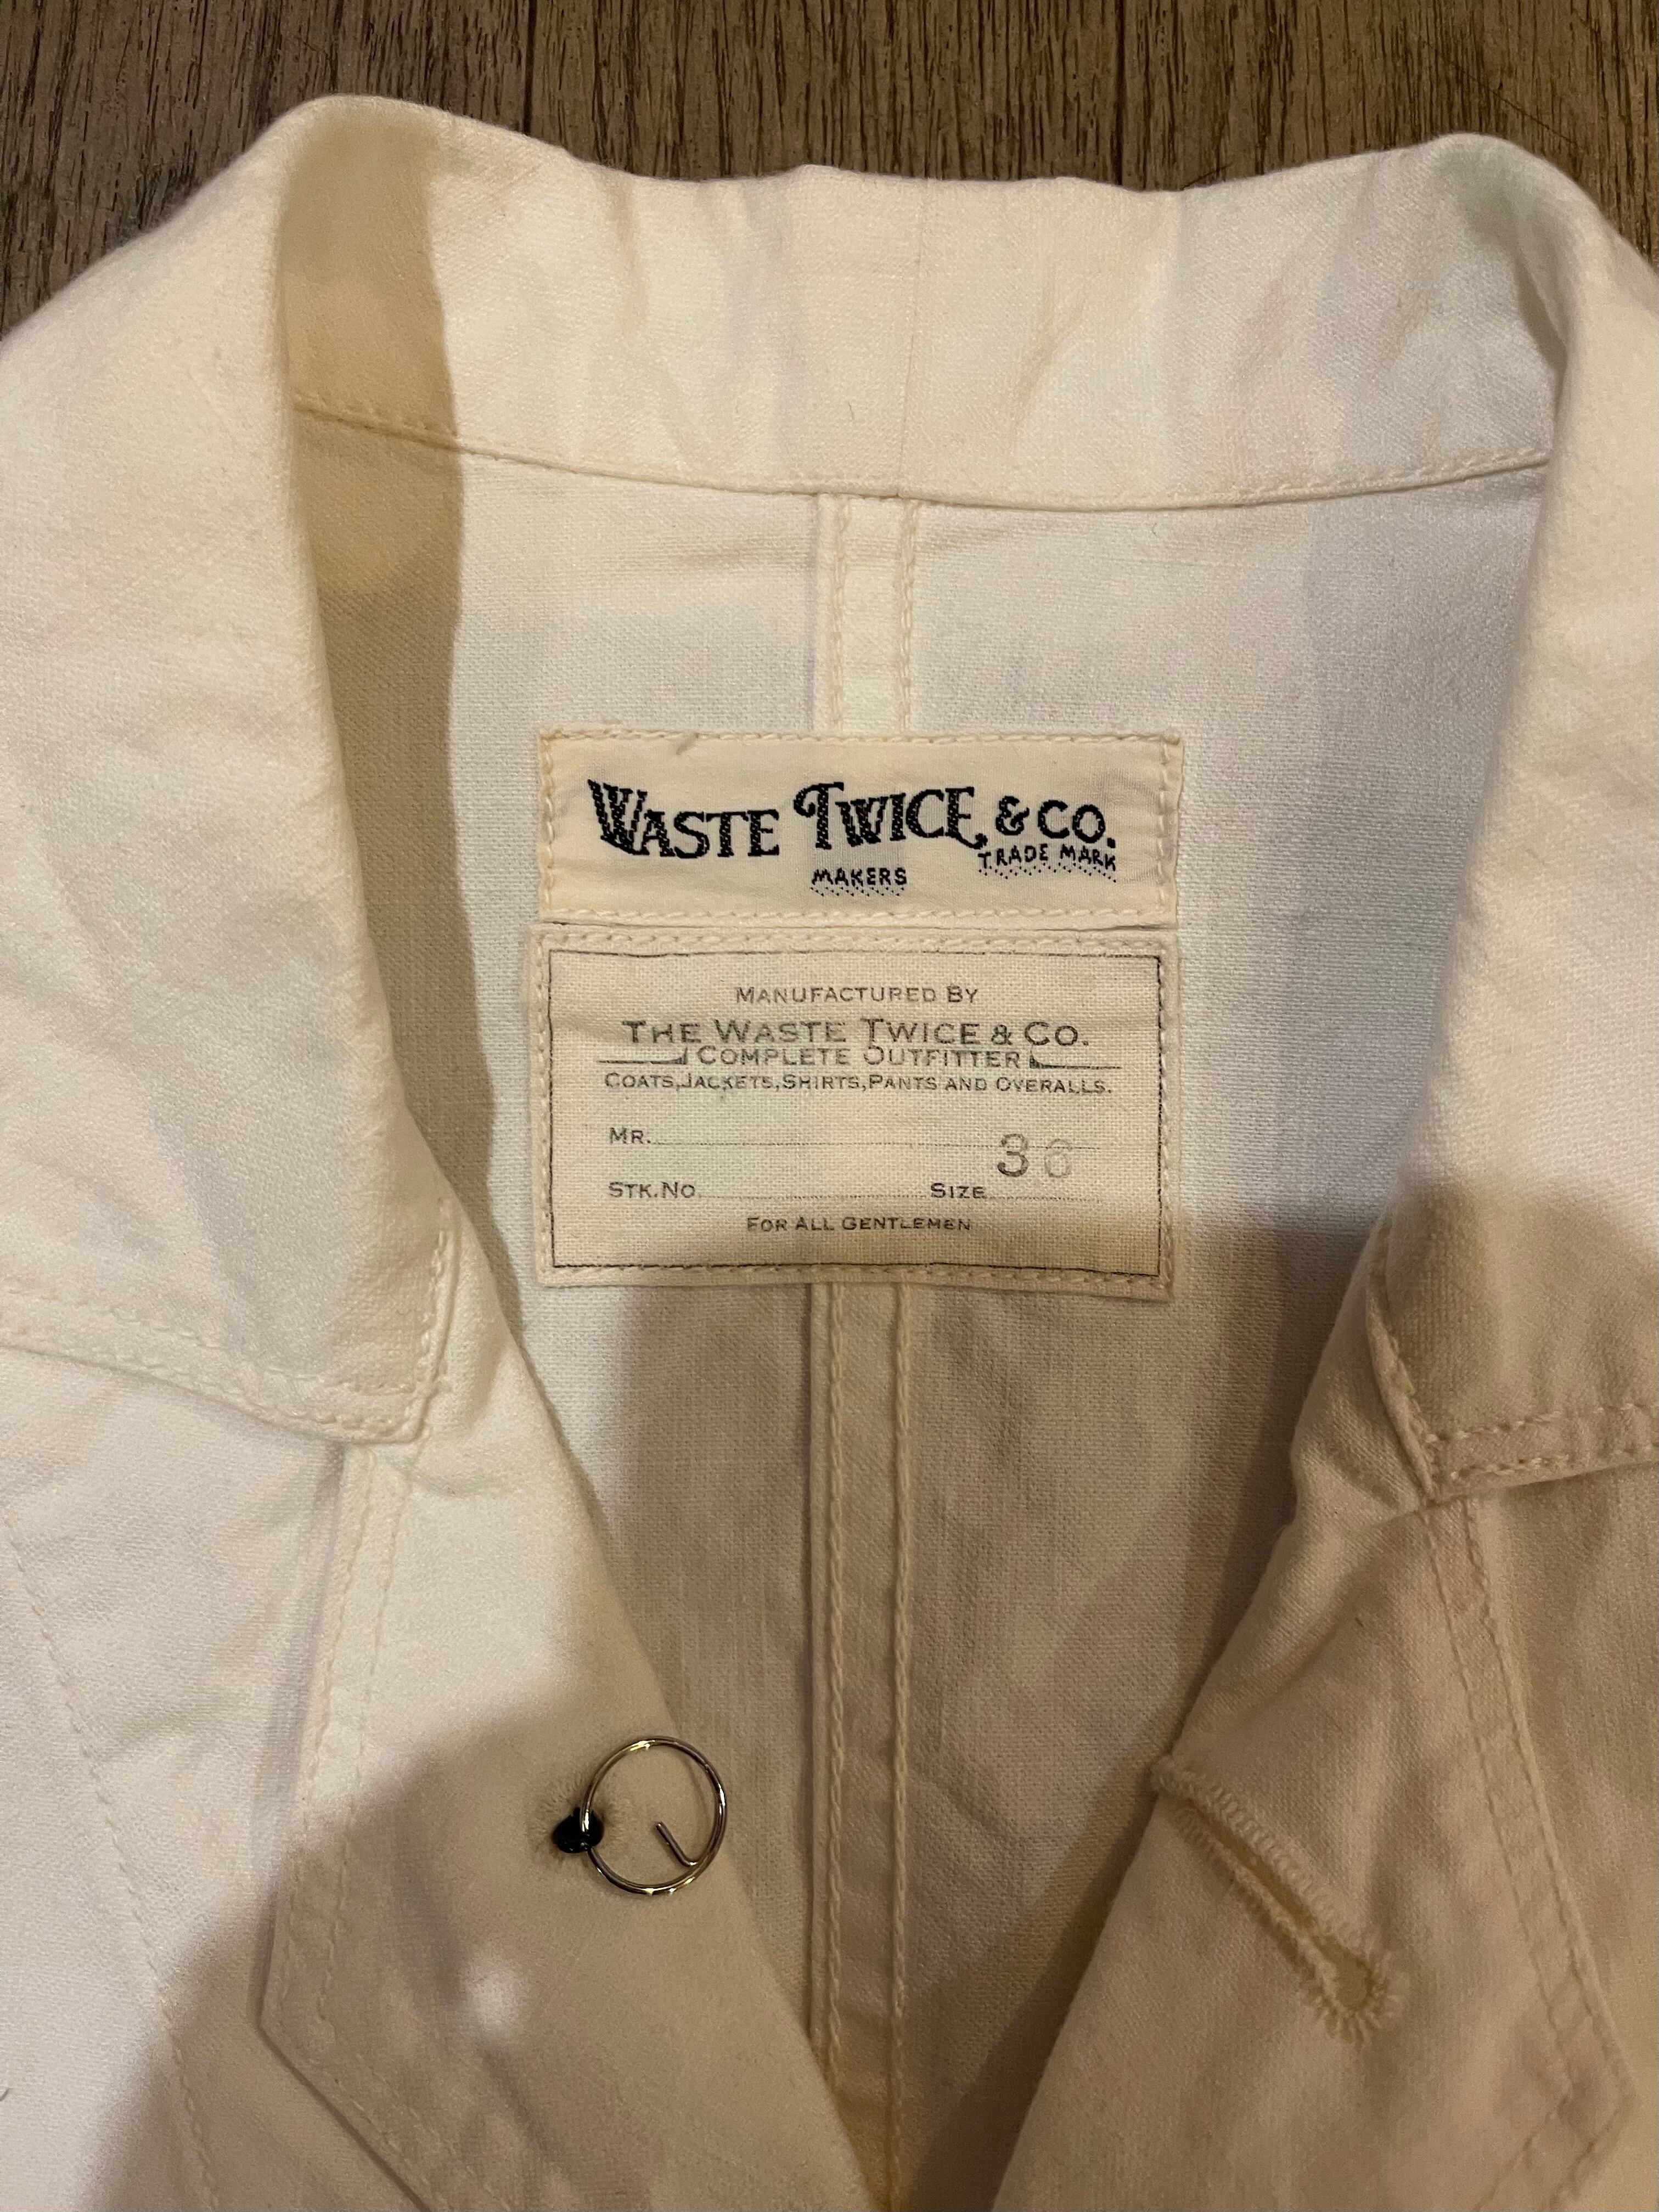 WASTE TWICE & CO.
TRADE MARK
MAKERS
MANUFACTURED BY
THE WASTE TWICE & CO.
COMPLETE OUTFITTER
COATS,JACKETS,SHIRTS,PANTS AND OVERALLS.
MR.
36
STK.NO. SIZE
FOR ALL GENTLEMEN